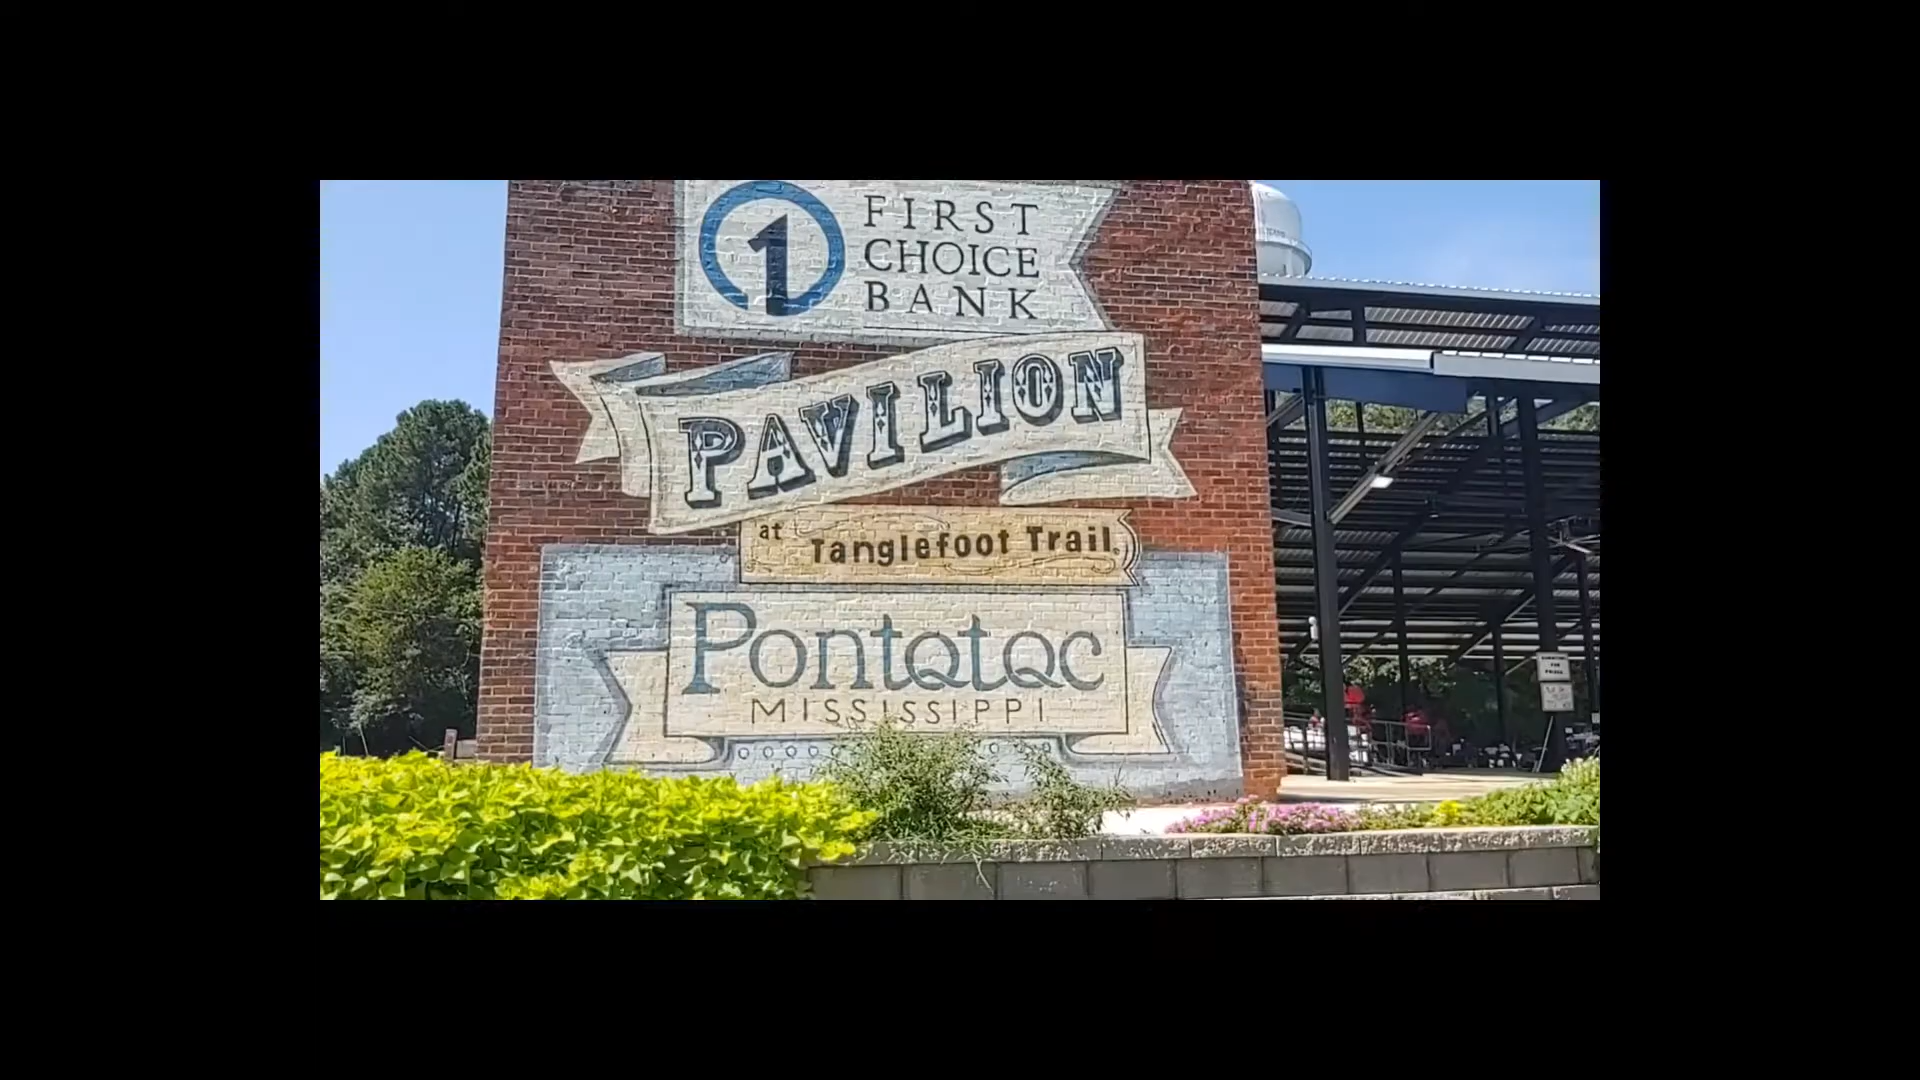 1 FIRST
CHOICE
BANK
PAVILION
at Tanglefoot Trail
Pontotoc
MISSISSIPPI